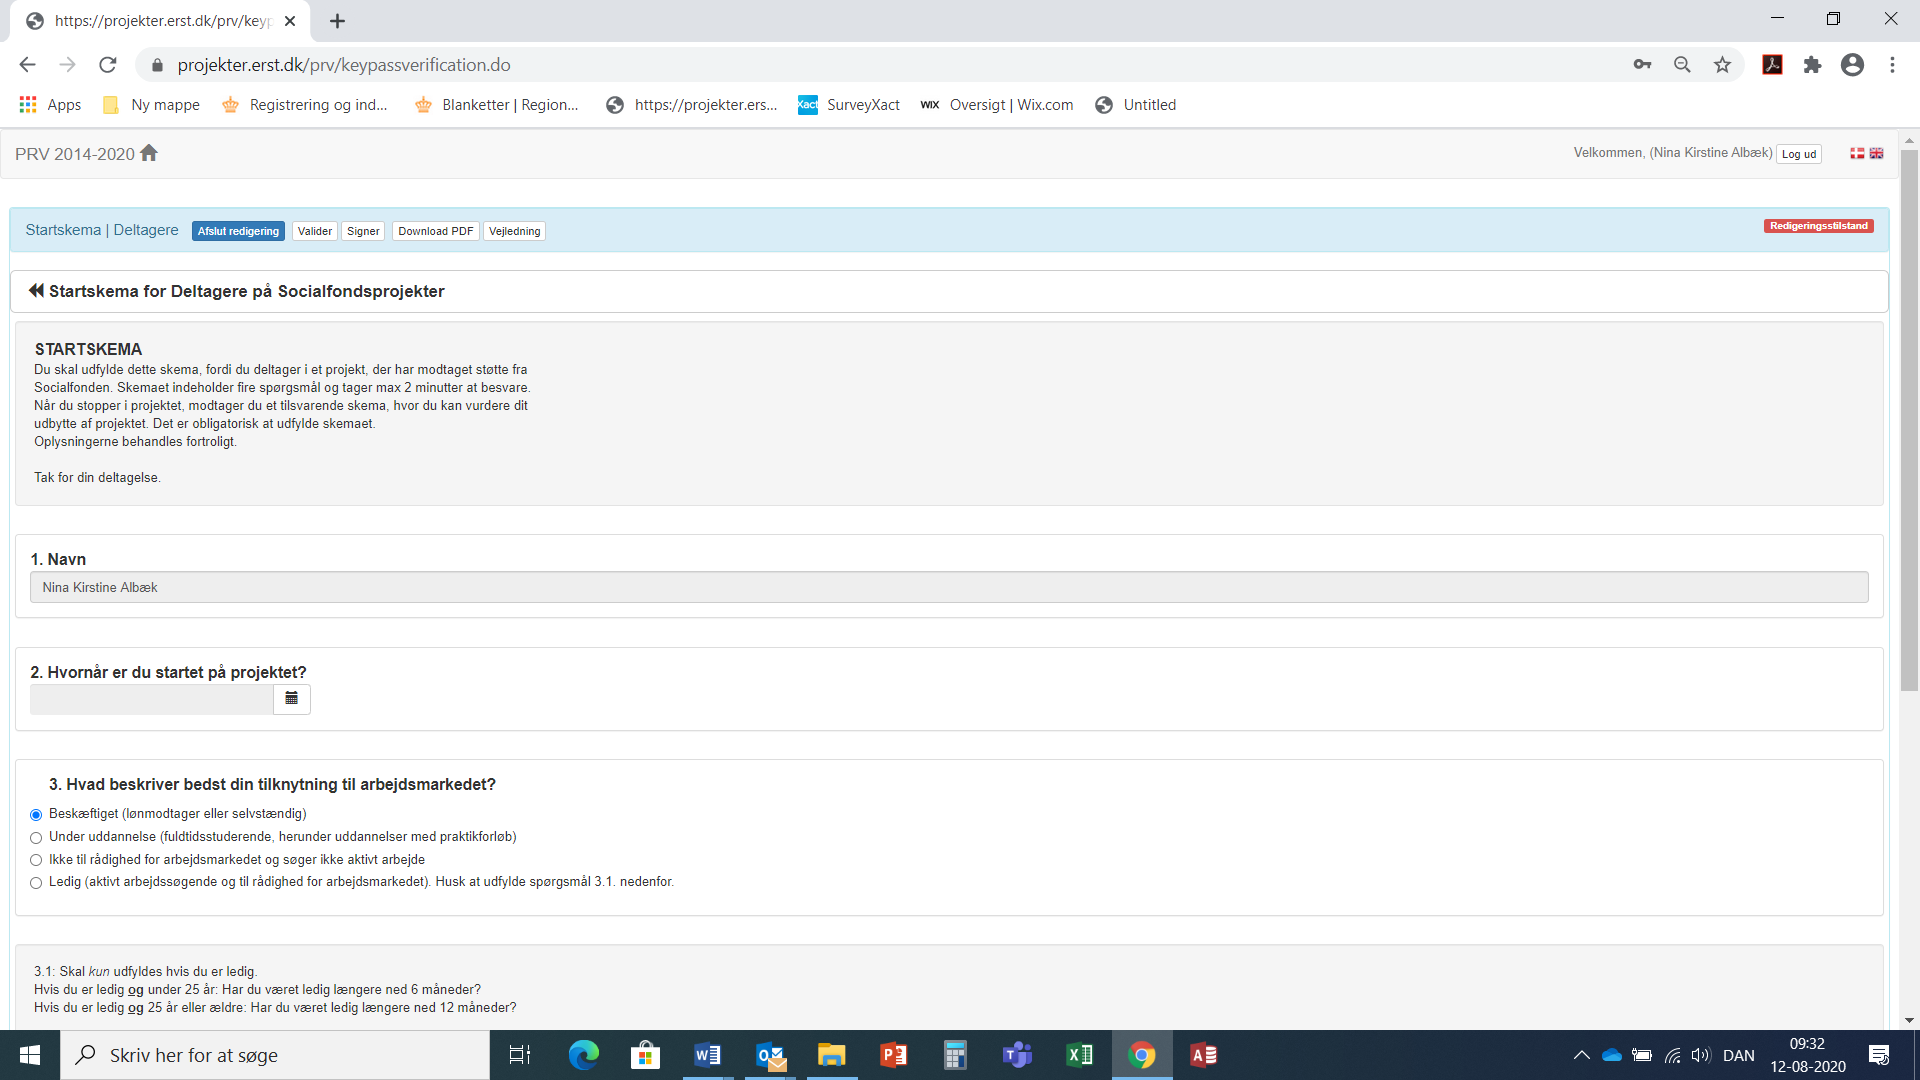 https://projekter.erst.dk/prv/keyp
projekter.erst.dk/prv/keypassverification.do
Apps
Ny mappe
Registrering og ind...
Blanketter | Region...
https://projekter.ers...
Xact
SurveyXact
WIX
Oversigt | Wix.com
Untitled
PRV 2014-2020
Velkommen, (Nina Kirstine Albæk)
Log ud
Startskema | Deltagere
Afslut redigering
Valider
Signer
Download PDF
Vejledning
Redigeringsstilstand
Startskema for Deltagere på Socialfondsprojekter
STARTSKEMA
Du skal udfylde dette skema, fordi du deltager i et projekt, der har modtaget støtte fra
Socialfonden. Skemaet indeholder fire spørgsmål og tager max 2 minutter at besvare.
Når du stopper i projektet, modtager du et tilsvarende skema, hvor du kan vurdere dit
udbytte af projektet. Det er obligatorisk at udfylde skemaet.
Oplysningerne behandles fortroligt.
Tak for din deltagelse.
1. Navn
Nina Kirstine Albæk
2. Hvornår er du startet på projektet?
3. Hvad beskriver bedst din tilknytning til arbejdsmarkedet?
Beskæftiget (lønmodtager eller selvstændig)
Under uddannelse (fuldtidsstuderende, herunder uddannelser med praktikforløb)
Ikke til rådighed for arbejdsmarkedet og søger ikke aktivt arbejde
Ledig (aktivt arbejdssøgende og til rådighed for arbejdsmarkedet). Husk at udfylde spørgsmål 3.1. nedenfor.
3.1: Skal kun udfyldes hvis du er ledig.
Hvis du er ledig og under 25 år: Har du været ledig længere ned 6 måneder?
Hvis du er ledig og 25 år eller ældre: Har du været ledig længere ned 12 måneder?
Skriv her for at søge
DAN
09:32
12-08-2020